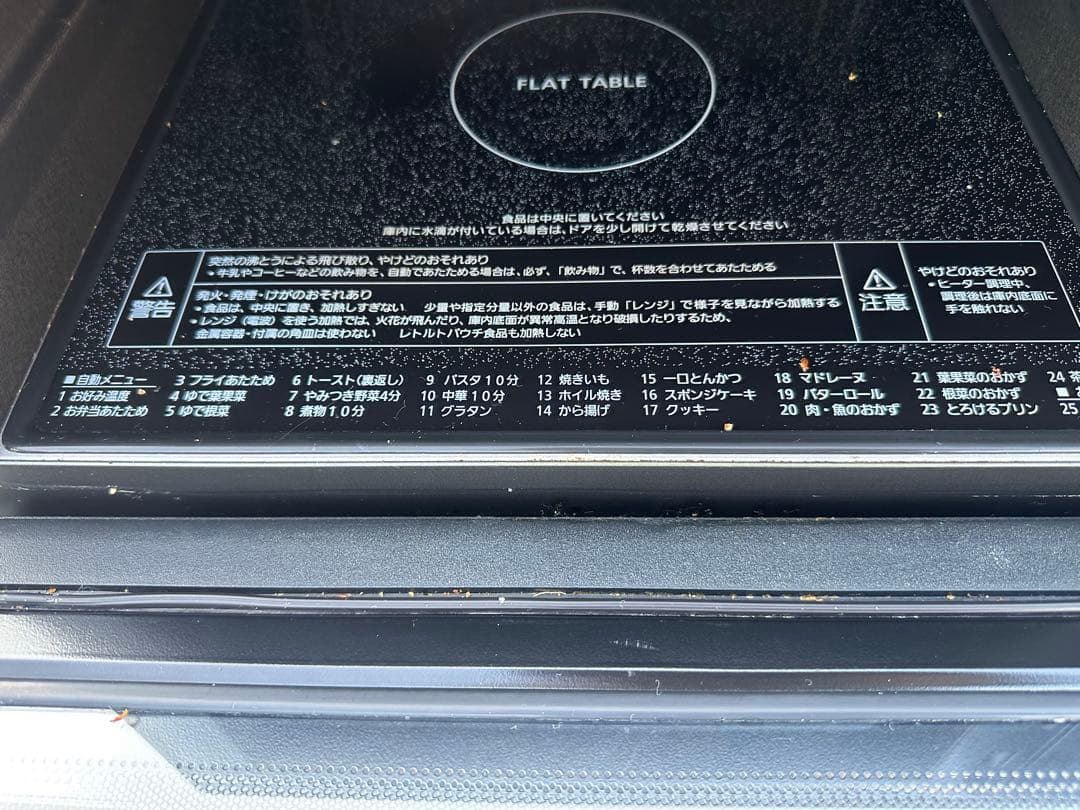 FLAT TABLE
食品は中央に置いてください
庫内に水滴が付いている場合は、ドアを少し開けて乾燥させてください
警告
突然の沸とうによる飛び散り、やけどのおそれあり
・牛乳やコーヒーなどの飲み物を、自動であたためる場合は、必ず、「飲み物」で、杯数を合わせてあたためる
発火・発煙・けがのおそれあり
・食品は、中央に置き、加熱しすぎない 少量や指定分量以外の食品は、手動「レンジ」で様子を見ながら加熱する
・レンジ(電波)を使う加熱では、火花が飛んだり、庫内底面が異常高温となり破損したりするため、
金属容器・付属の角皿は使わない レトルトパウチ食品も加熱しない
注意
やけどのおそれあり
・ヒーター調理中、
調理後は庫内底面に
手を触れない
■自動メニュー 3 フライあたため 6 トースト(裏返し) 9 パスタ10分 12 焼きいも 15 一口とんかつ 18 マドレーヌ 21 葉果菜のおかず 24 茶
1 お好み温度 4 ゆで葉果菜 7 やみつき野菜4分 10 中華10分 13 ホイル焼き 16 スポンジケーキ 19 バターロール 22 根菜のおかず ■
2 お弁当あたため 5 ゆで根菜 8 煮物10分 11 グラタン 14 から揚げ 17 クッキー 20 肉・魚のおかず 23 とろけるプリン 25